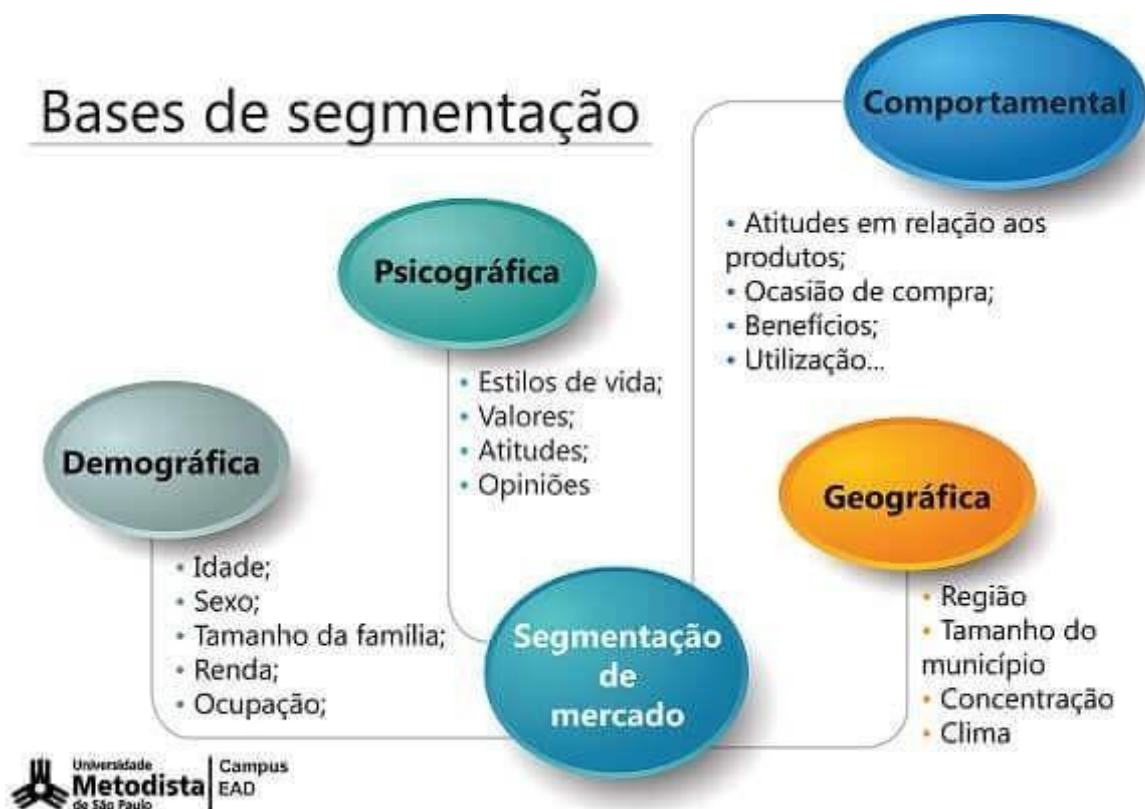 Bases de segmentação
Comportamental
• Atitudes em relação aos
produtos;
• Ocasião de compra;
• Benefícios;
• Utilização...
Psicográfica
• Estilos de vida;
• Valores;
• Atitudes;
• Opiniões
Demográfica
• Idade;
• Sexo;
• Tamanho da família;
• Renda;
• Ocupação;
Geográfica
• Região
• Tamanho do
município
• Concentração
• Clima
Segmentação
de
mercado
Universidade
Metodista
de São Paulo
Campus
EAD